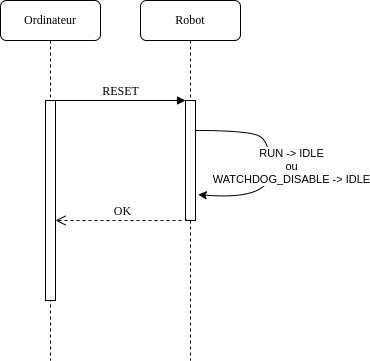 Ordinateur
Robot
RESET
RUN -> IDLE
ou
WATCHDOG_DISABLE -> IDLE
OK